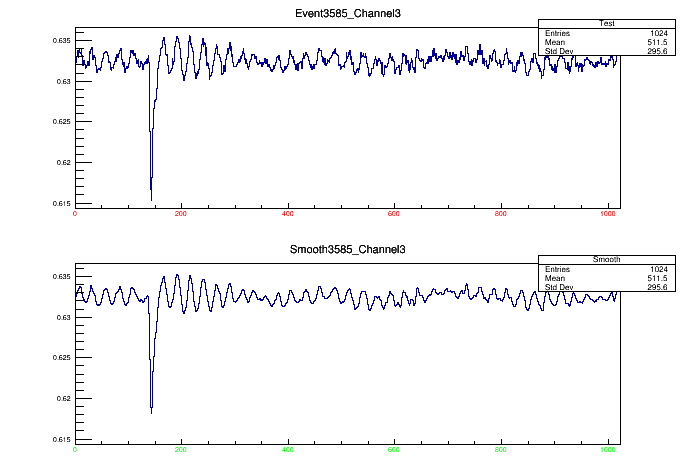 Event3585_Channel3
Test
Entries 1024
Mean 511.5
Std Dev 295.6
0.635
0.63
0.625
0.62
0.615
0 200 400 600 800 1000
Smooth3585_Channel3
Smooth
Entries 1024
Mean 511.5
Std Dev 295.6
0.635
0.63
0.625
0.62
0.615
0 200 400 600 800 1000